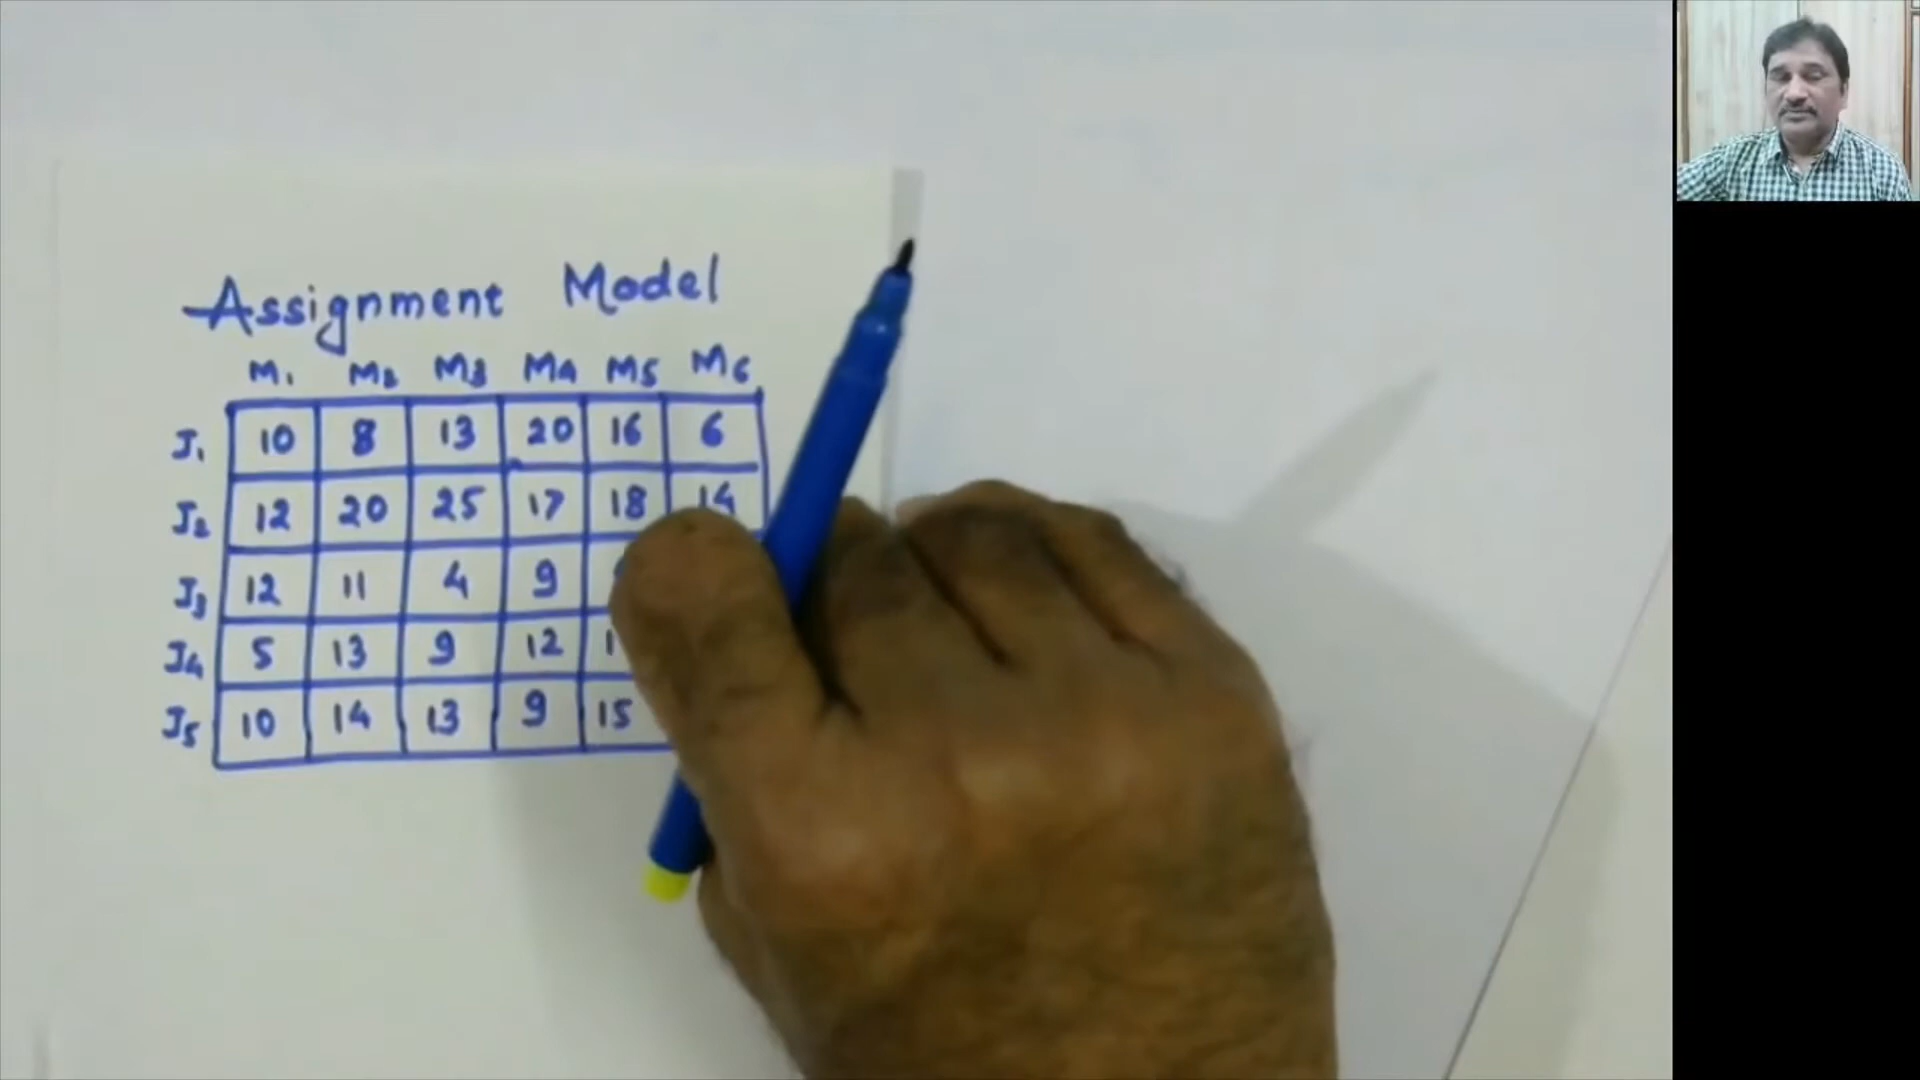 Assignment Model
M1 M2 M3 M4 M5 M6
J1 10 8 13 20 16 6
J2 12 20 25 17 18 14
J3 12 11 4 9
J4 5 13 9 12
J5 10 14 13 9 15